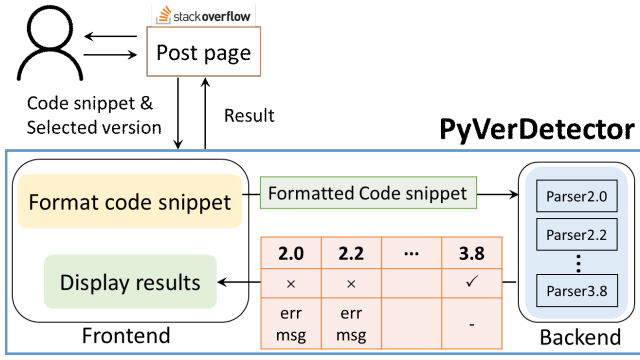 stackoverflow
Post page
Code snippet &
Selected version
Result
PyVerDetector
Format code snippet
Formatted Code snippet
Parser2.0
Parser2.2
Parser3.8
2.0 2.2 ... 3.8
× × ✓
err msg err msg -
Display results
Frontend
Backend